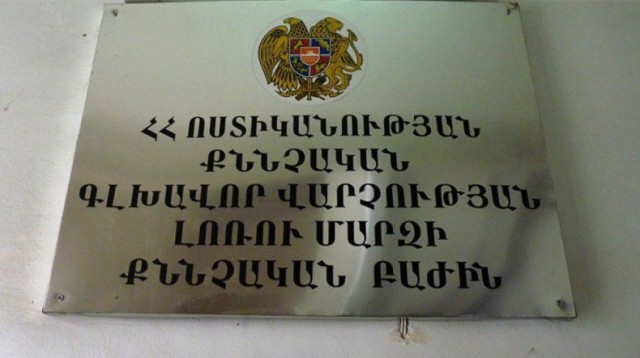 ՀՀ ՈՍՏԻԿԱՆՈՒԹՅԱՆ
ՔՆՆՉԱԿԱՆ
ԳԼԽԱՎՈՐ ՎԱՐՉՈՒԹՅԱՆ
ԼՈՌՈՒ ՄԱՐԶԻ
ՔՆՆՉԱԿԱՆ ԲԱԺԻՆ